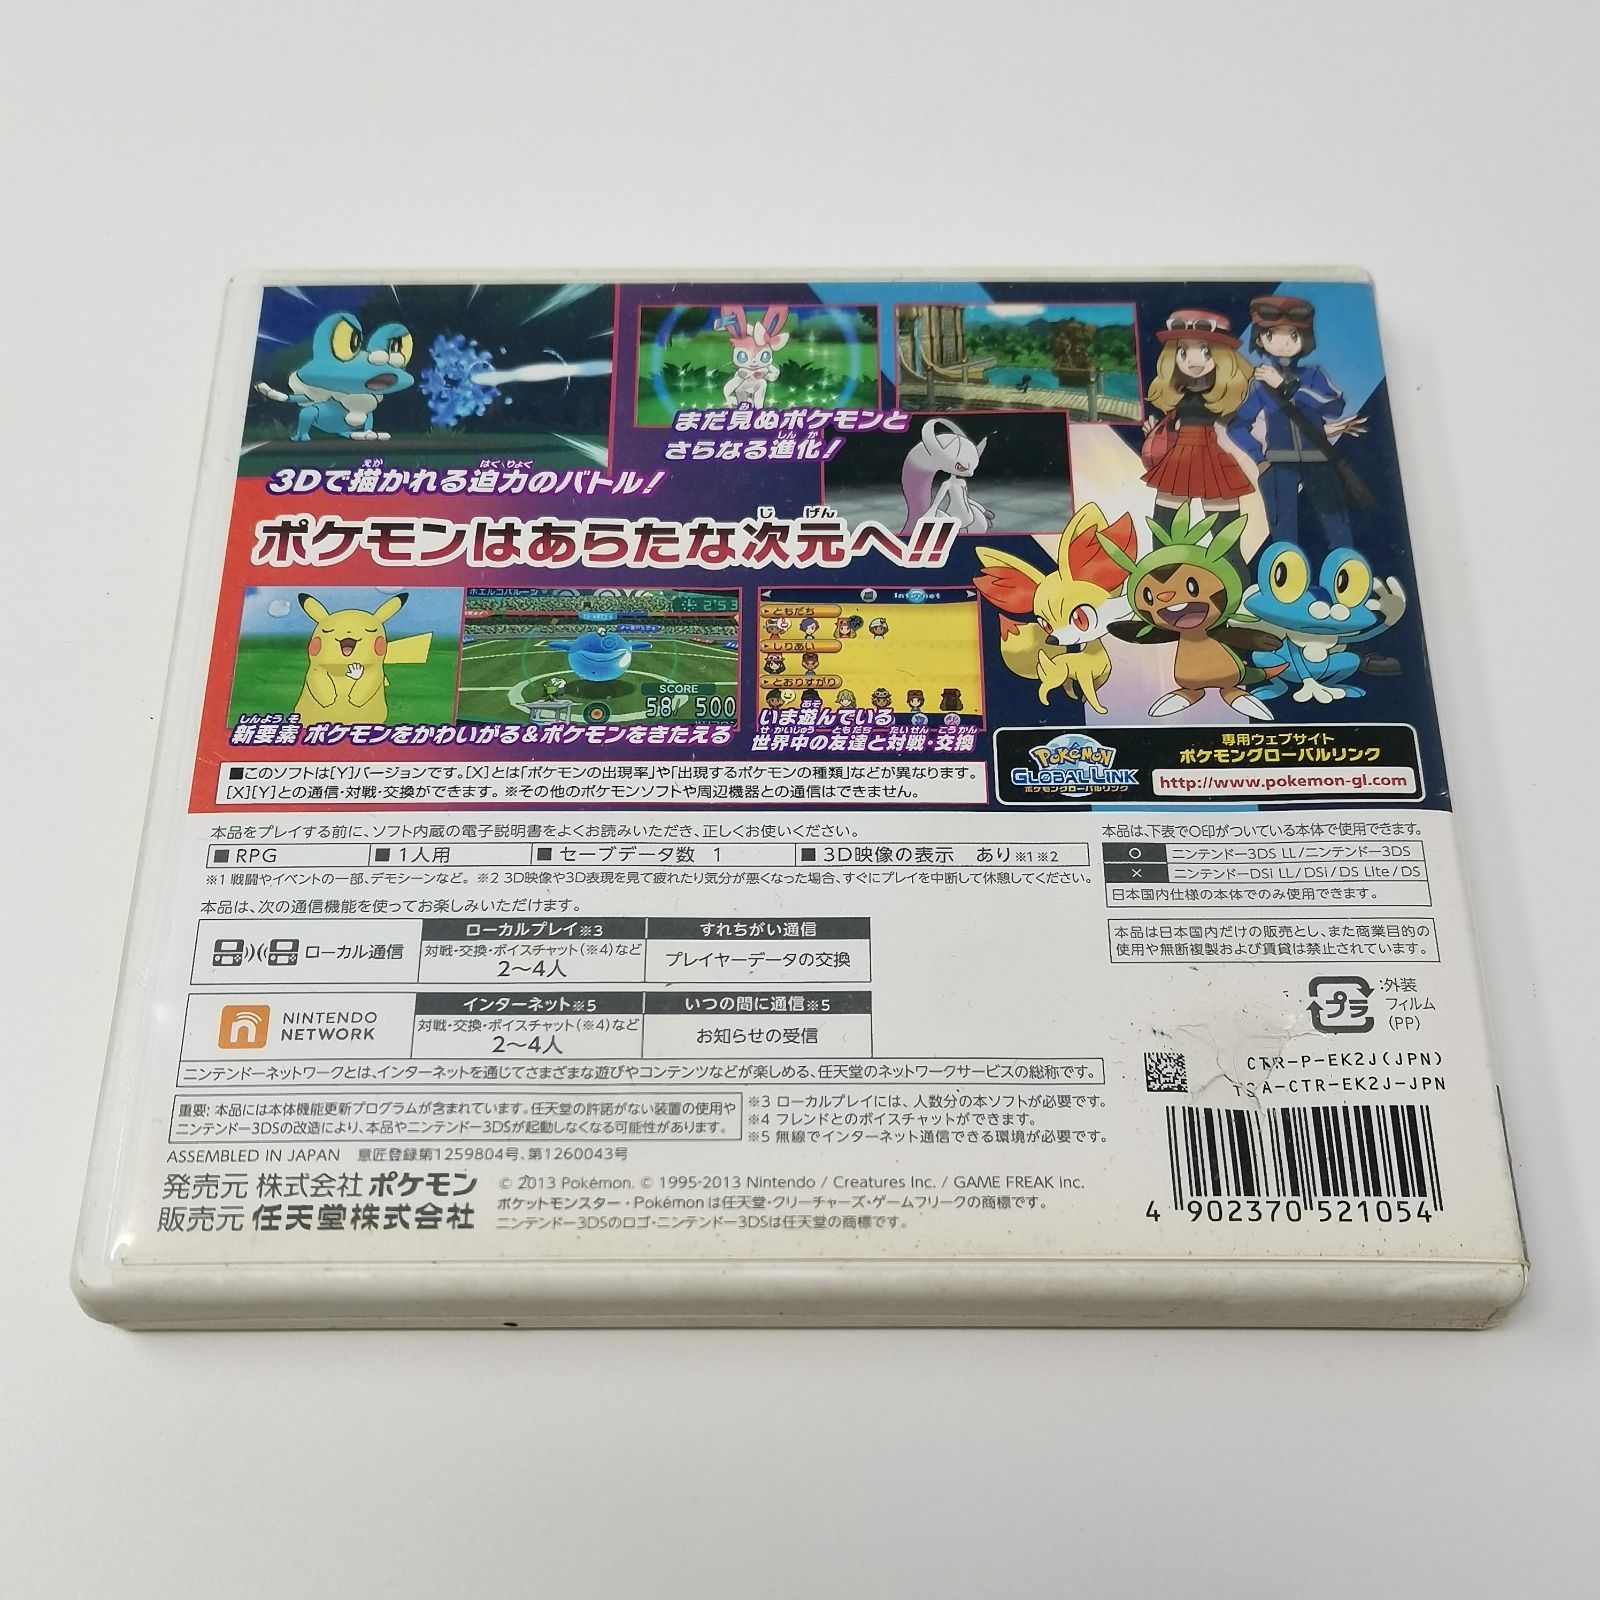 3Dで描かれる迫力のバトル!
まだ見ぬポケモンと
さらなる進化!
ポケモンはあらたな次元へ!!
ホエルコバルーン
2'53
SCORE
58/500
新要素 ポケモンをかわいがる&ポケモンをきたえる
Internet
ともだち
しりあい
とおりすがり
いま遊んでいる
世界中の友達と対戦・交換
POKéMON
GLOBAL LINK
ポケモングローバルリンク
専用ウェブサイト
ポケモングローバルリンク
http://www.pokemon-gl.com
■このソフトは[Y]バージョンです。[X]とは「ポケモンの出現率」や「出現するポケモンの種類」などが異なります。
[X][Y]との通信・対戦・交換ができます。※その他のポケモンソフトや周辺機器との通信はできません。
本品をプレイする前に、ソフト内蔵の電子説明書をよくお読みいただき、正しくお使いください。
■RPG ■1人用 ■セーブデータ数 1 ■3D映像の表示 あり※1※2
※1 戦闘やイベントの一部、デモシーンなど。 ※2 3D映像や3D表現を見て疲れたり気分が悪くなった場合、すぐにプレイを中断して休憩してください。
本品は、次の通信機能を使ってお楽しみいただけます。
ローカル通信
ローカルプレイ※3
対戦・交換・ボイスチャット(※4)など
2〜4人
すれちがい通信
プレイヤーデータの交換
NINTENDO
NETWORK
インターネット※5
対戦・交換・ボイスチャット(※4)など
2〜4人
いつの間に通信※5
お知らせの受信
ニンテンドーネットワークとは、インターネットを通じてさまざまな遊びやコンテンツなどが楽しめる、任天堂のネットワークサービスの総称です。
重要: 本品には本体機能更新プログラムが含まれています。任天堂の許諾がない装置の使用や
ニンテンドー3DSの改造により、本品やニンテンドー3DSが起動しなくなる可能性があります。
※3 ローカルプレイには、人数分の本ソフトが必要です。
※4 フレンドとのボイスチャットができます。
※5 無線でインターネット通信できる環境が必要です。
ASSEMBLED IN JAPAN 意匠登録第1259804号、第1260043号
発売元 株式会社 ポケモン
販売元 任天堂株式会社
© 2013 Pokémon. © 1995-2013 Nintendo / Creatures Inc. / GAME FREAK inc.
ポケットモンスター・Pokémonは任天堂・クリーチャーズ・ゲームフリークの商標です。
ニンテンドー3DSのロゴ・ニンテンドー3DSは任天堂の商標です。
本品は、下表で〇印がついている本体で使用できます。
○ ニンテンドー3DS LL/ニンテンドー3DS
× ニンテンドーDSi LL/DSi/DS Lite/DS
日本国内仕様の本体でのみ使用できます。
本品は日本国内だけの販売とし、また商業目的の
使用や無断複製および賃貸は禁止されています。
プラ
:外装
フィルム
(PP)
CTR-P-EK2J(JPN)
TSA-CTR-EK2J-JPN
4 902370 521054